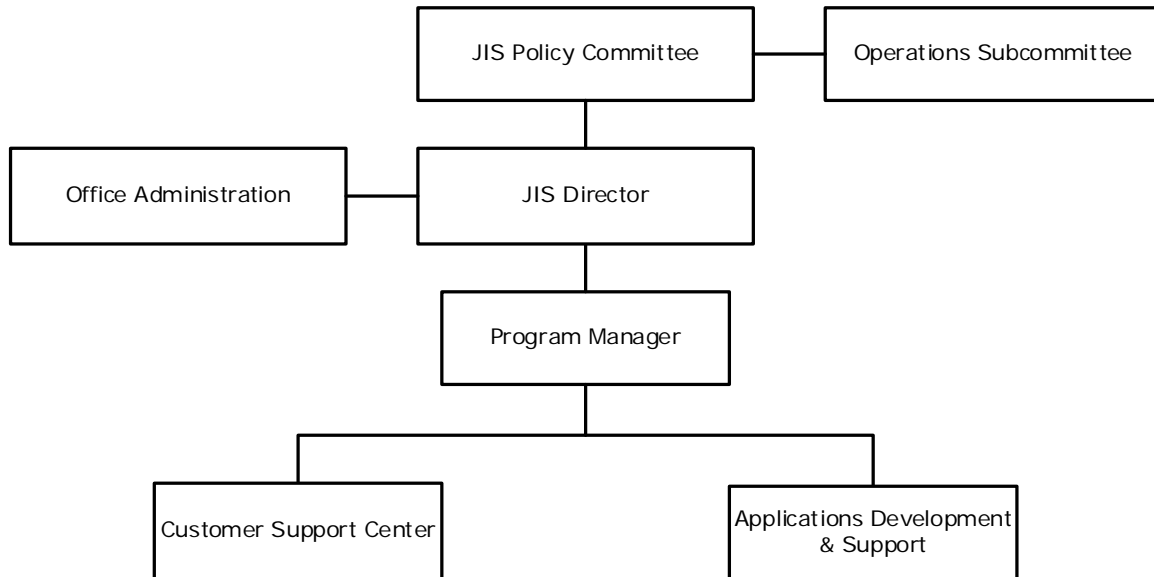 JIS Policy Committee
Operations Subcommittee
Office Administration
JIS Director
Program Manager
Customer Support Center
Applications Development
& Support